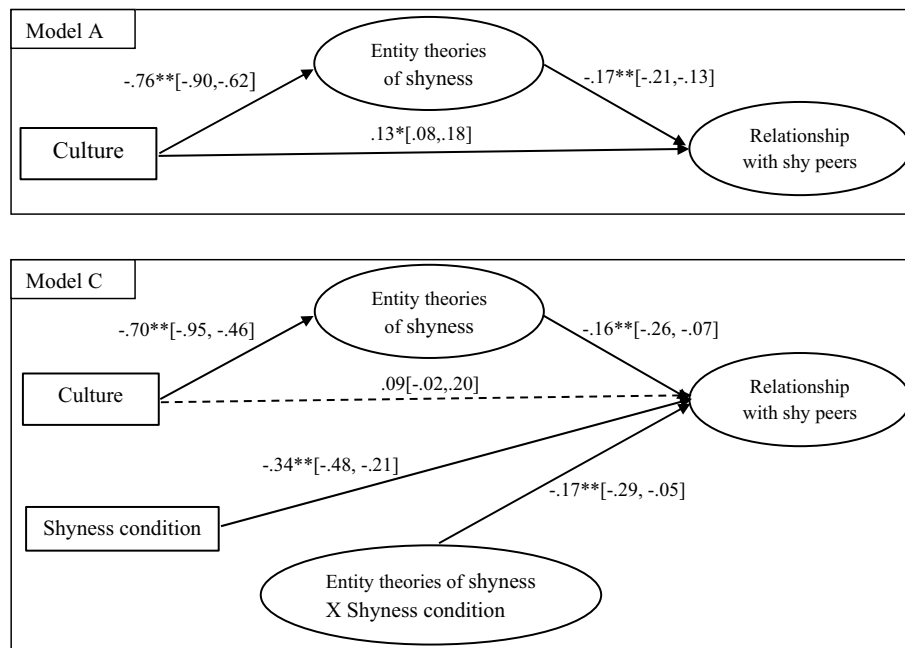 Model A
Entity theories
of shyness
-.76**[-.90,-.62]
-.17**[-.21,-.13]
.13*[.08,.18]
Culture
Relationship
with shy peers
Model C
Entity theories
of shyness
-.70**[-.95, -.46]
-.16**[-.26, -.07]
.09[-.02,.20]
Culture
Relationship
with shy peers
-.34**[-.48, -.21]
-.17**[-.29, -.05]
Shyness condition
Entity theories of shyness
X Shyness condition